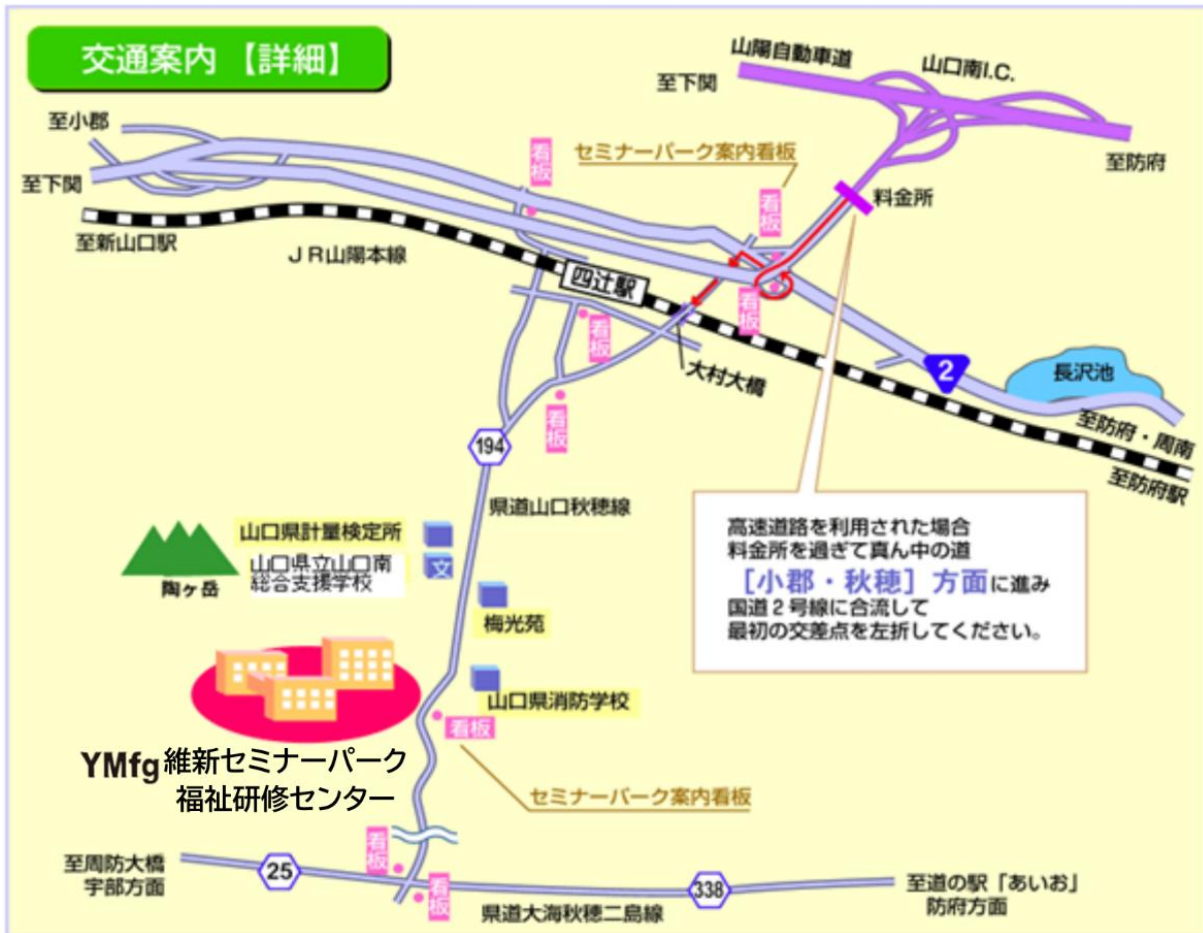 交通案内【詳細】
山陽自動車道
山口南I.C.
至下関
至防府
料金所
至小郡
至下関
看板
セミナーパーク案内看板
看板
至新山口駅
JR山陽本線
四辻駅
看板
看板
大村大橋
2
長沢池
至防府・周南
至防府駅
看板
194
県道山口秋穂線
高速道路を利用された場合
料金所を過ぎて真ん中の道
［小郡・秋穂］方面に進み
国道2号線に合流して
最初の交差点を左折してください。
山口県計量検定所
山口県立山口南
総合支援学校
文
陶ヶ岳
梅光苑
山口県消防学校
看板
YMfg 維新セミナーパーク
福祉研修センター
セミナーパーク案内看板
看板
至周防大橋
宇部方面
25
看板
338
県道大海秋穂二島線
至道の駅「あいお」
防府方面